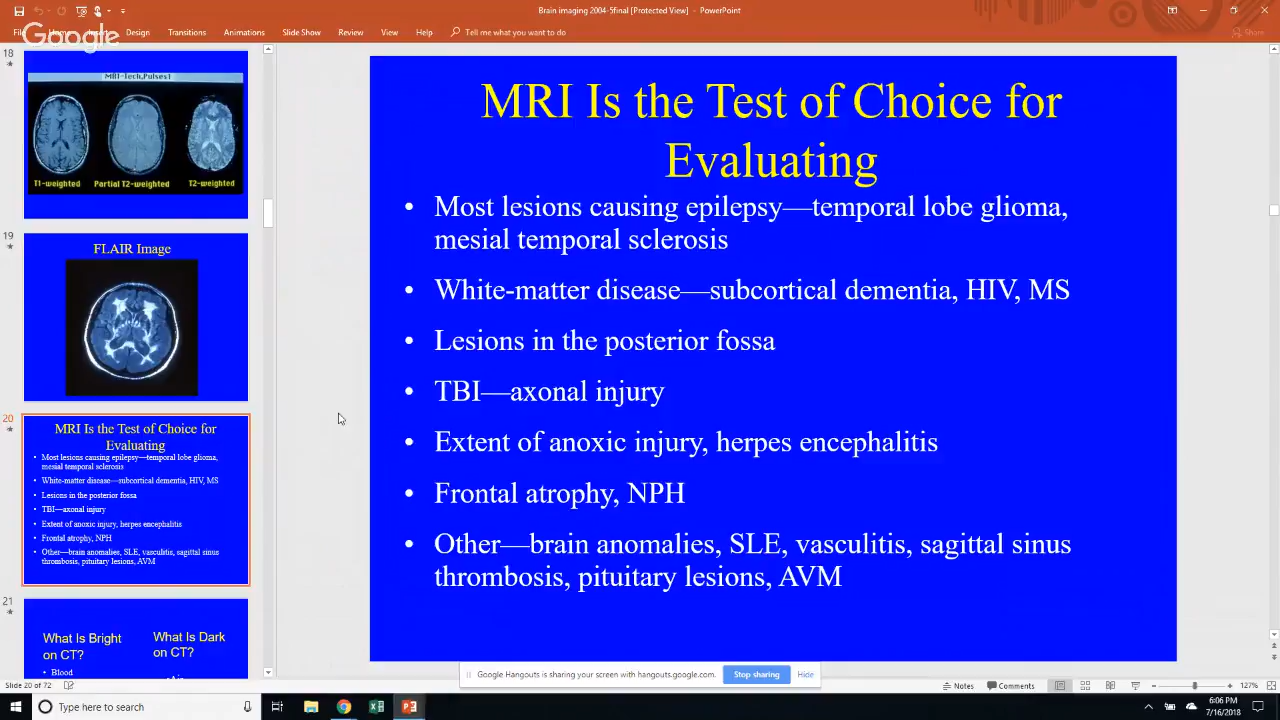 Brain imaging 2004-5final [Protected View] - PowerPoint
File Home Insert Design Transitions Animations Slide Show Review View Help Tell me what you want to do Share
Google
18
MRI-Tech,Pulses1
T1-weighted Partial T2-weighted T2-weighted
19
FLAIR Image
20
MRI Is the Test of Choice for
Evaluating
• Most lesions causing epilepsy—temporal lobe glioma,
mesial temporal sclerosis
• White-matter disease—subcortical dementia, HIV, MS
• Lesions in the posterior fossa
• TBI—axonal injury
• Extent of anoxic injury, herpes encephalitis
• Frontal atrophy, NPH
• Other—brain anomalies, SLE, vasculitis, sagittal sinus
thrombosis, pituitary lesions, AVM
21
What Is Bright
on CT?
• Blood
What Is Dark
on CT?
MRI Is the Test of Choice for
Evaluating
• Most lesions causing epilepsy—temporal lobe glioma,
mesial temporal sclerosis
• White-matter disease—subcortical dementia, HIV, MS
• Lesions in the posterior fossa
• TBI—axonal injury
• Extent of anoxic injury, herpes encephalitis
• Frontal atrophy, NPH
• Other—brain anomalies, SLE, vasculitis, sagittal sinus
thrombosis, pituitary lesions, AVM
Google Hangouts is sharing your screen with hangouts.google.com. Stop sharing Hide
Slide 20 of 72 Notes Comments 127%
Type here to search
6:06 PM
7/16/2018